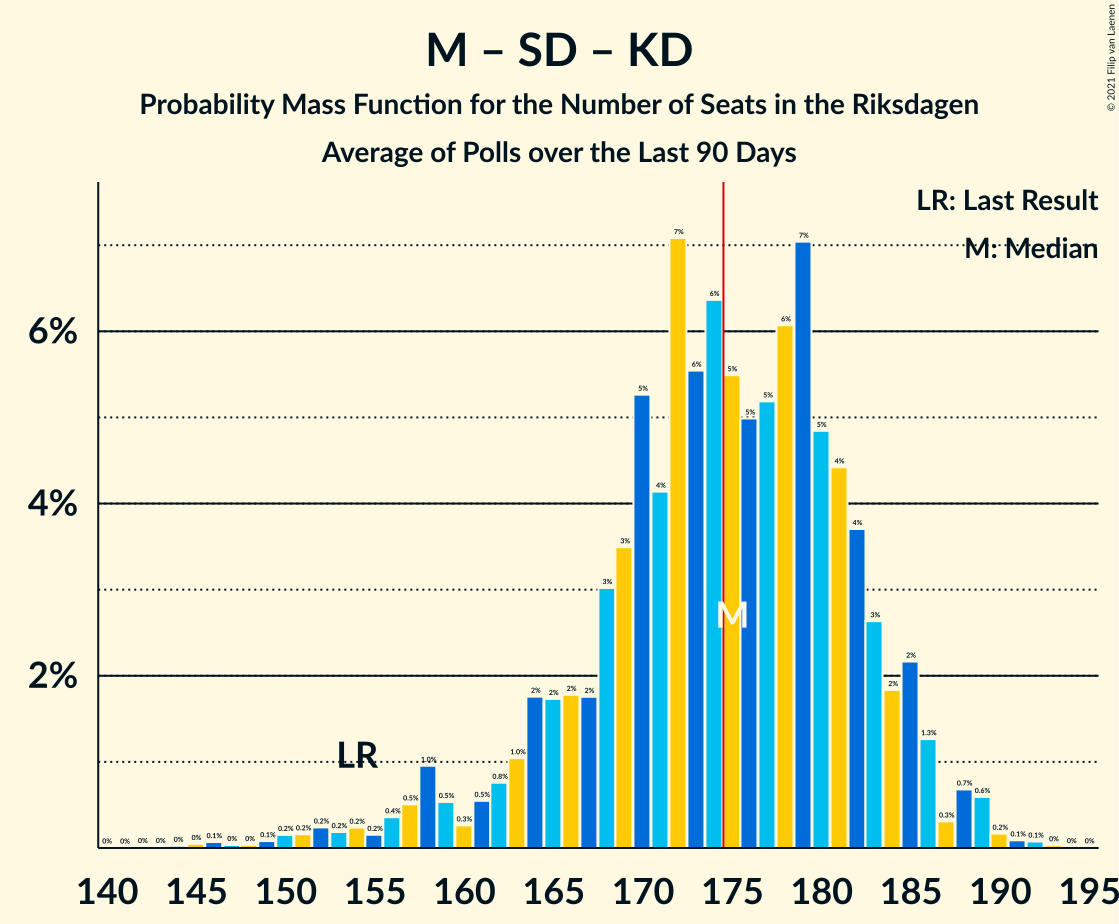 M – SD – KD
Probability Mass Function for the Number of Seats in the Riksdagen
Average of Polls over the Last 90 Days
© 2021 Filip van Laenen
LR: Last Result
M: Median
6%
4%
2%
LR
M
0% 0% 0% 0% 0% 0% 0.1% 0% 0% 0.1% 0.2% 0.2% 0.2% 0.2% 0.2% 0.2% 0.4% 0.5% 1.0% 0.5% 0.3% 0.5% 0.8% 1.0% 2% 2% 2% 2% 3% 3% 5% 4% 7% 6% 6% 5% 5% 5% 6% 7% 5% 4% 4% 3% 2% 2% 1.3% 0.3% 0.7% 0.6% 0.2% 0.1% 0.1% 0% 0% 0%
140 145 150 155 160 165 170 175 180 185 190 195